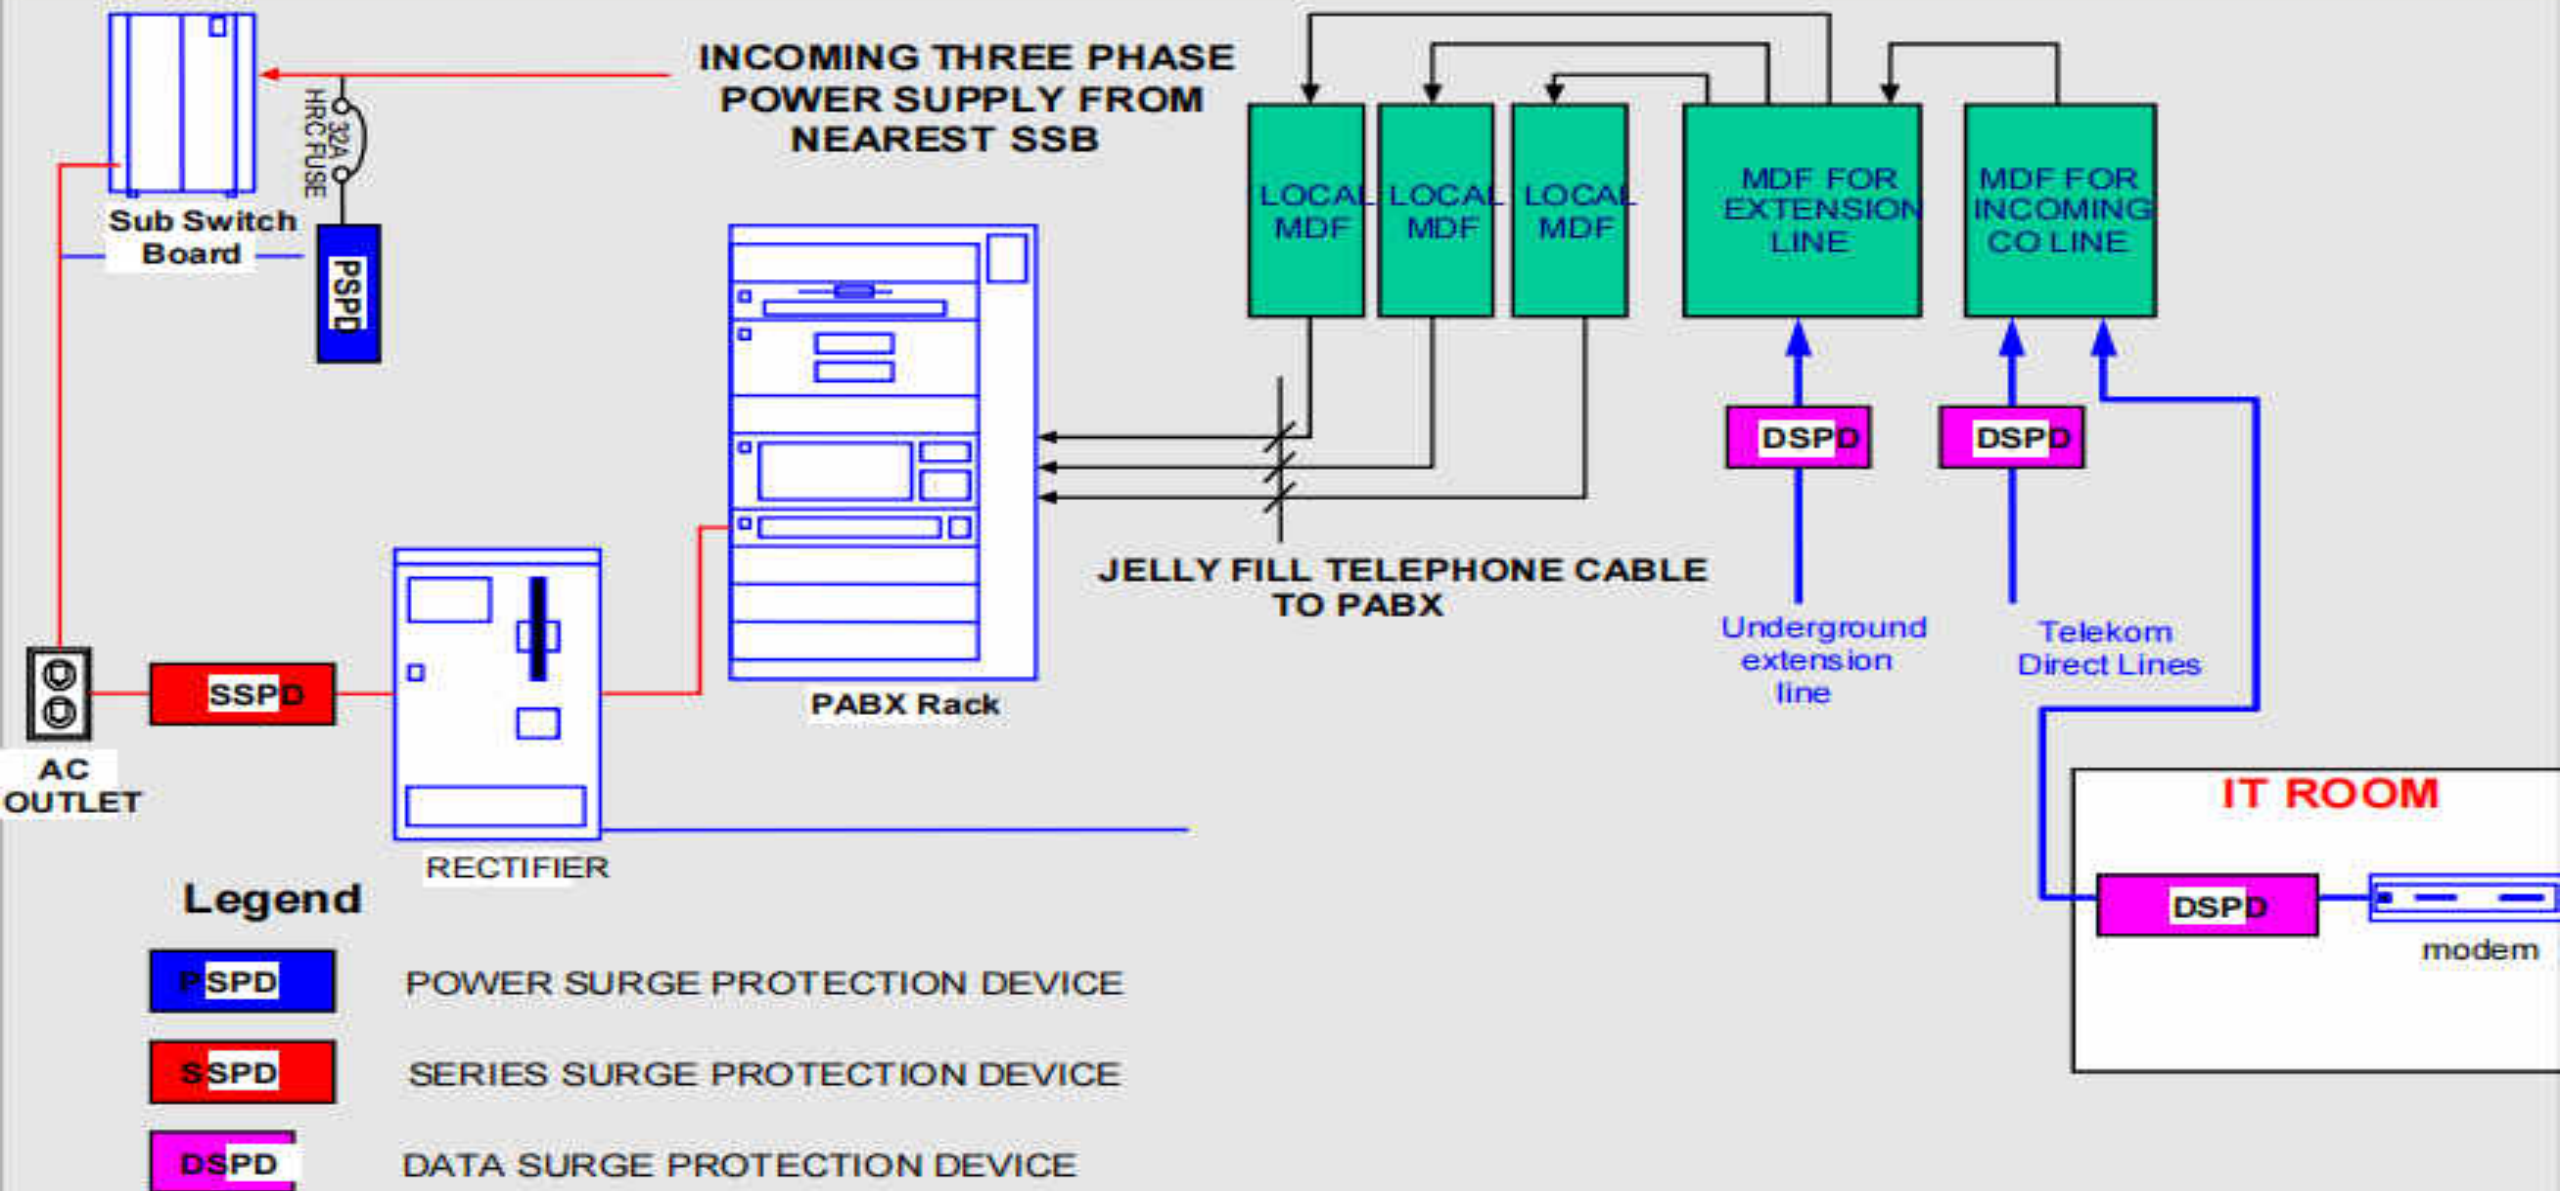 INCOMING THREE PHASE
POWER SUPPLY FROM
NEAREST SSB
HRC FUSE
32A
Sub Switch
Board
PSPD
LOCAL
MDF
LOCAL
MDF
LOCAL
MDF
MDF FOR
EXTENSION
LINE
MDF FOR
INCOMING
CO LINE
DSPD
DSPD
JELLY FILL TELEPHONE CABLE
TO PABX
Underground
extension
line
Telekom
Direct Lines
SSPD
PABX Rack
AC
OUTLET
RECTIFIER
IT ROOM
DSPD
modem
Legend
PSPD
POWER SURGE PROTECTION DEVICE
SSPD
SERIES SURGE PROTECTION DEVICE
DSPD
DATA SURGE PROTECTION DEVICE